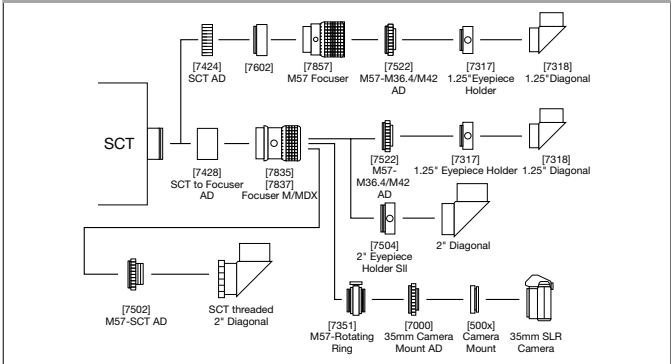 [7424]
SCT AD
[7602]
[7857]
M57 Focuser
[7522]
M57-M36.4/M42
AD
[7317]
1.25"Eyepiece
Holder
[7318]
1.25"Diagonal
SCT
[7428]
SCT to Focuser
AD
[7835]
[7837]
Focuser M/MDX
[7522]
M57-
M36.4/M42
AD
[7317]
1.25" Eyepiece Holder
[7318]
1.25" Diagonal
[7504]
2" Eyepiece
Holder SII
2" Diagonal
[7502]
M57-SCT AD
SCT threaded
2" Diagonal
[7351]
M57-Rotating
Ring
[7000]
35mm Camera
Mount AD
[500x]
Camera
Mount
35mm SLR
Camera